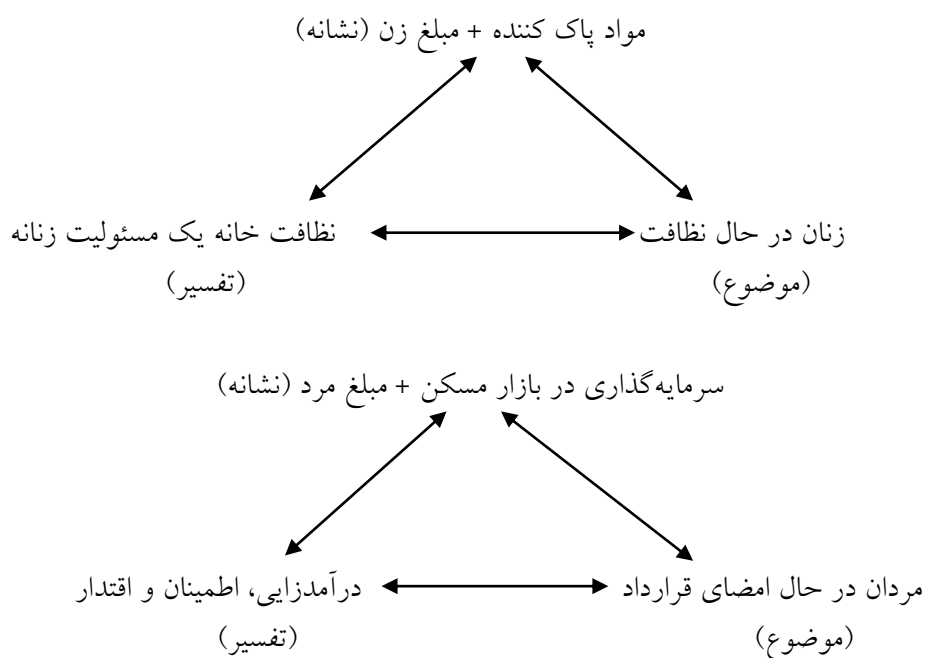 مواد پاک کننده + مبلغ زن (نشانه)
زنان در حال نظافت نظافت خانه یک مسئولیت زنانه
(موضوع) (تفسیر)
سرمایه‌گذاری در بازار مسکن + مبلغ مرد (نشانه)
مردان در حال امضای قرارداد درآمدزایی، اطمینان و اقتدار
(موضوع) (تفسیر)